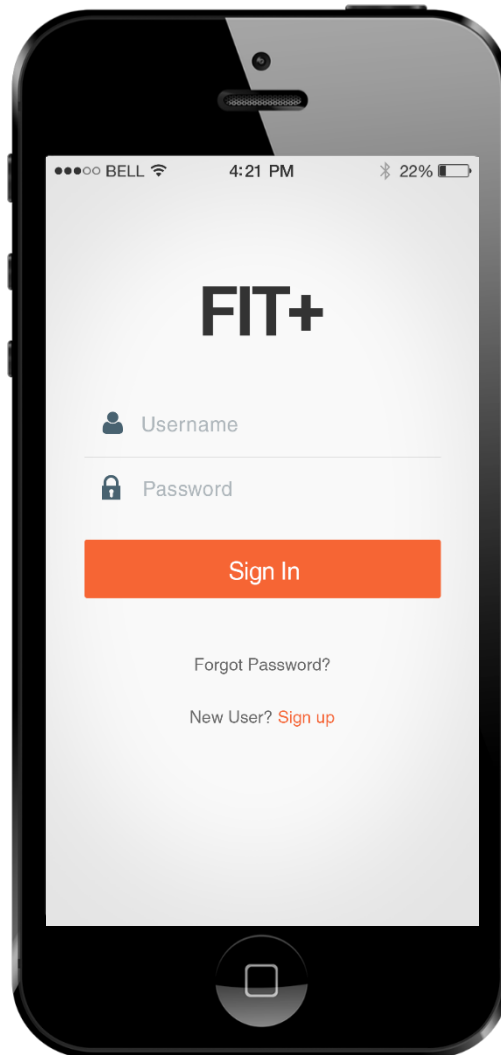 BELL 4:21 PM 22%
FIT+
Username
Password
Sign In
Forgot Password?
New User? Sign up